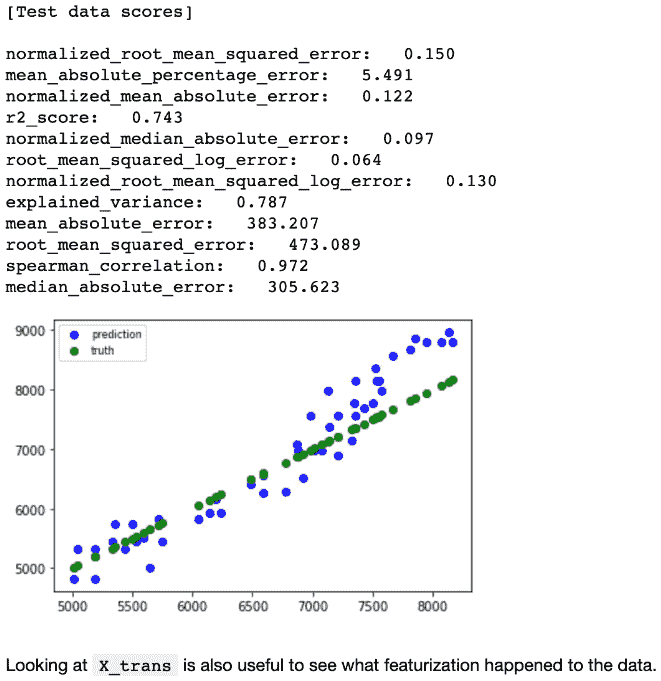 [Test data scores]
normalized_root_mean_squared_error: 0.150
mean_absolute_percentage_error: 5.491
normalized_mean_absolute_error: 0.122
r2_score: 0.743
normalized_median_absolute_error: 0.097
root_mean_squared_log_error: 0.064
normalized_root_mean_squared_log_error: 0.130
explained_variance: 0.787
mean_absolute_error: 383.207
root_mean_squared_error: 473.089
spearman_correlation: 0.972
median_absolute_error: 305.623
prediction
truth
9000
8000
7000
6000
5000
5000 5500 6000 6500 7000 7500 8000
Looking at X_trans is also useful to see what featurization happened to the data.